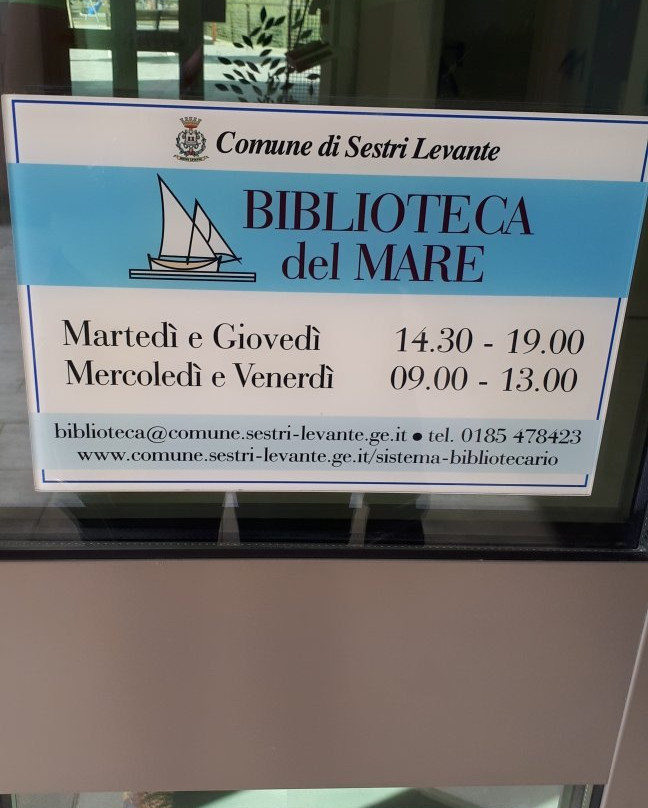 Comune di Sestri Levante
BIBLIOTECA
del MARE
Martedì e Giovedì 14.30 - 19.00
Mercoledì e Venerdì 09.00 - 13.00
biblioteca@comune.sestri-levante.ge.it ● tel. 0185 478423
www.comune.sestri-levante.ge.it/sistema-bibliotecario